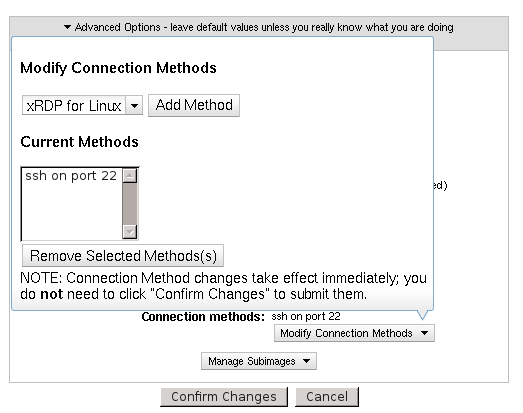 Advanced Options - leave default values unless you really know what you are doing
Modify Connection Methods
xRDP for Linux Add Method
Current Methods
ssh on port 22
ed)
Remove Selected Methods(s)
NOTE: Connection Method changes take effect immediately; you
do not need to click "Confirm Changes" to submit them.
Connection methods: ssh on port 22
Modify Connection Methods
Manage Subimages
Confirm Changes Cancel